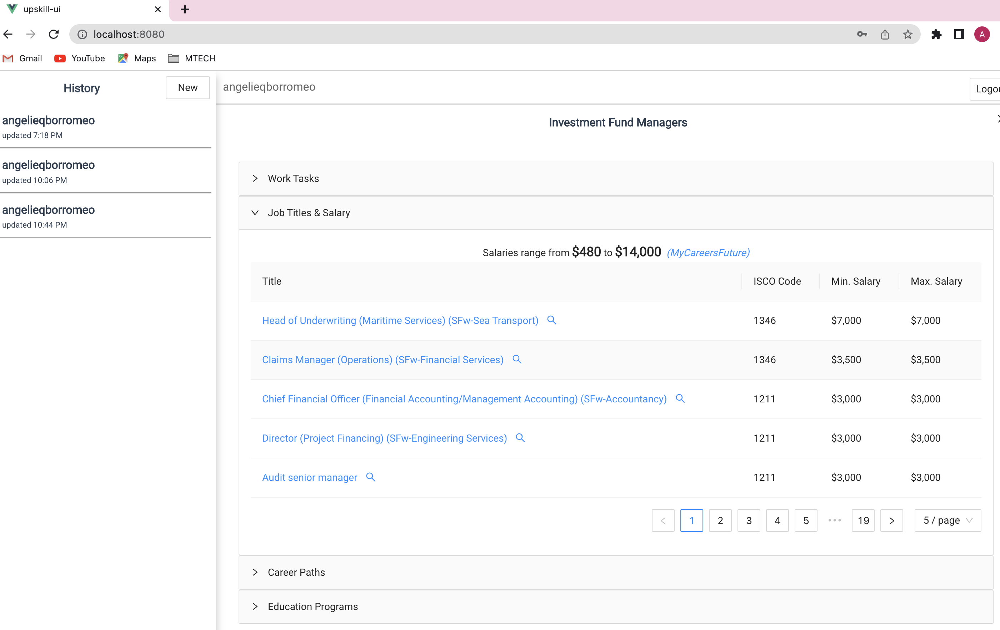 upskill-ui
localhost:8080
A
Gmail YouTube Maps MTECH
History New
angelieqborromeo
updated 7:18 PM
angelieqborromeo
updated 10:06 PM
angelieqborromeo
updated 10:44 PM
angelieqborromeo
Logou
Investment Fund Managers
Work Tasks
Job Titles & Salary
Salaries range from $480 to $14,000 (MyCareersFuture)
Title ISCO Code Min. Salary Max. Salary
Head of Underwriting (Maritime Services) (SFw-Sea Transport) 1346 $7,000 $7,000
Claims Manager (Operations) (SFw-Financial Services) 1346 $3,500 $3,500
Chief Financial Officer (Financial Accounting/Management Accounting) (SFw-Accountancy) 1211 $3,000 $3,000
Director (Project Financing) (SFw-Engineering Services) 1211 $3,000 $3,000
Audit senior manager 1211 $3,000 $3,000
< 1 2 3 4 5 ••• 19 > 5 / page
Career Paths
Education Programs